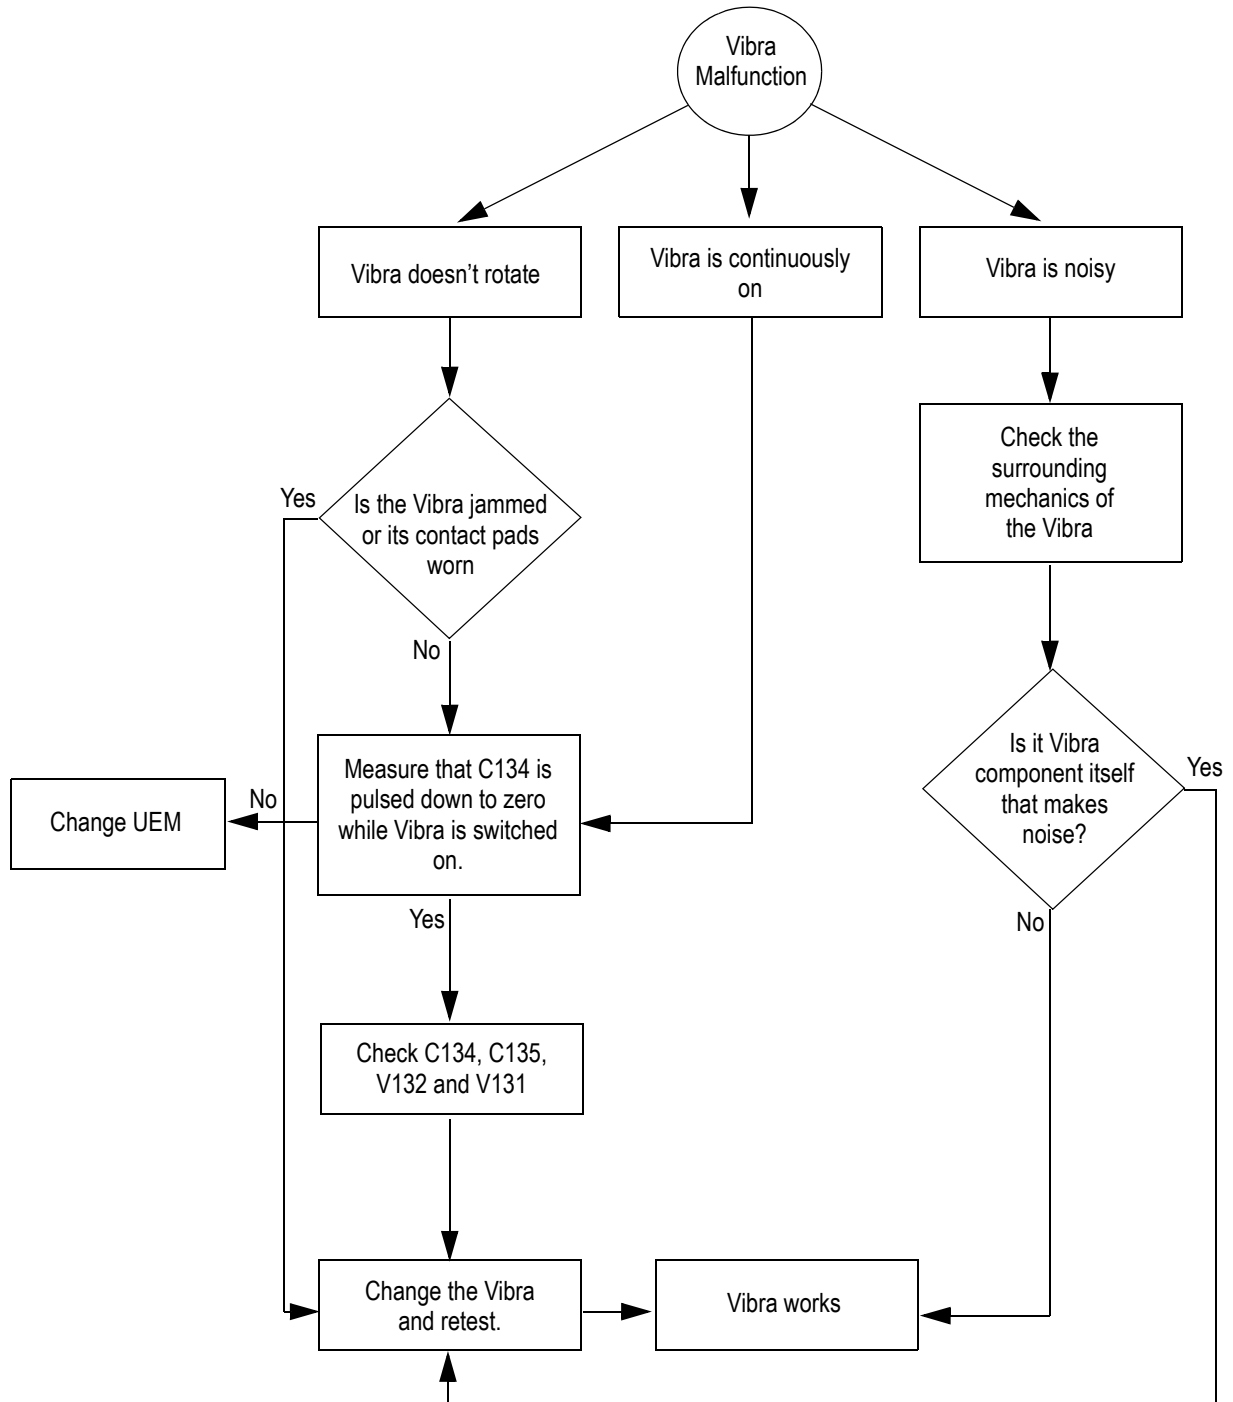 Vibra
Malfunction
Vibra doesn't rotate
Vibra is continuously
on
Vibra is noisy
Yes
Is the Vibra jammed
or its contact pads
worn
No
Check the
surrounding
mechanics of
the Vibra
Change UEM
No
Measure that C134 is
pulsed down to zero
while Vibra is switched
on.
Yes
Is it Vibra
component itself
that makes
noise?
Yes
No
Check C134, C135,
V132 and V131
Change the Vibra
and retest.
Vibra works